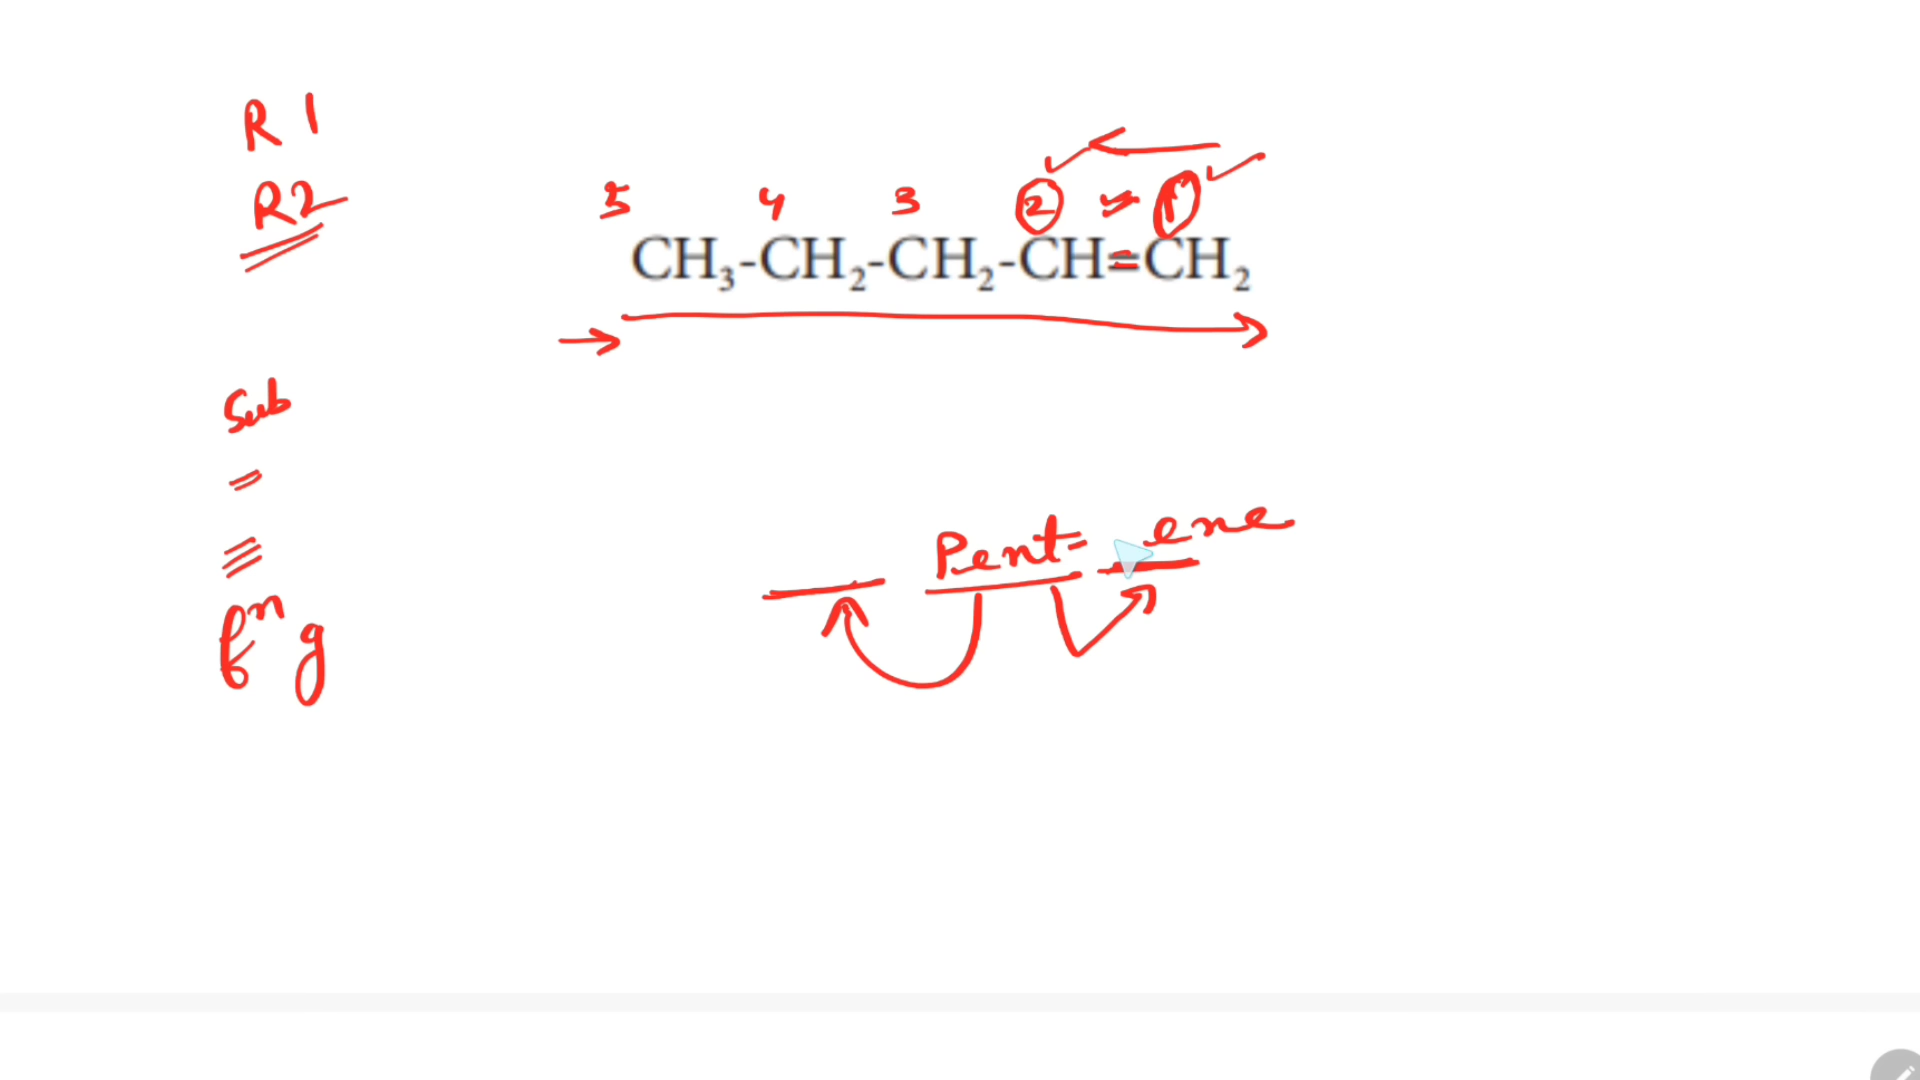 R 1
R2
5 4 3 2 = 1
CH₃-CH₂-CH₂-CH=CH₂
Sub
=
≡
fⁿ g
Pent= ene